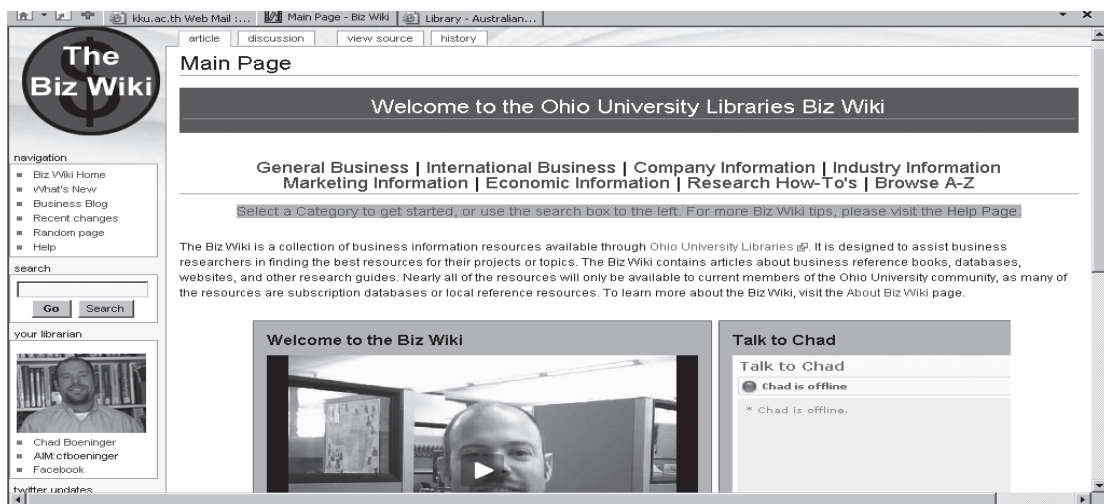 kku.ac.th Web Mail :... Main Page - Biz Wiki Library - Australian...
The
Biz Wiki
navigation
Biz Wiki Home
What's New
Business Blog
Recent changes
Random page
Help
search
Go Search
your librarian
Chad Boeninger
AIM:cfboeninger
Facebook
twitter updates
article discussion view source history
Main Page
Welcome to the Ohio University Libraries Biz Wiki
General Business | International Business | Company Information | Industry Information
Marketing Information | Economic Information | Research How-To's | Browse A-Z
Select a Category to get started, or use the search box to the left. For more Biz Wiki tips, please visit the Help Page.
The Biz Wiki is a collection of business information resources available through Ohio University Libraries. It is designed to assist business
researchers in finding the best resources for their projects or topics. The Biz Wiki contains articles about business reference books, databases,
websites, and other research guides. Nearly all of the resources will only be available to current members of the Ohio University community, as many of
the resources are subscription databases or local reference resources. To learn more about the Biz Wiki, visit the About Biz Wiki page.
Welcome to the Biz Wiki
Talk to Chad
Talk to Chad
Chad is offline
* Chad is offline.